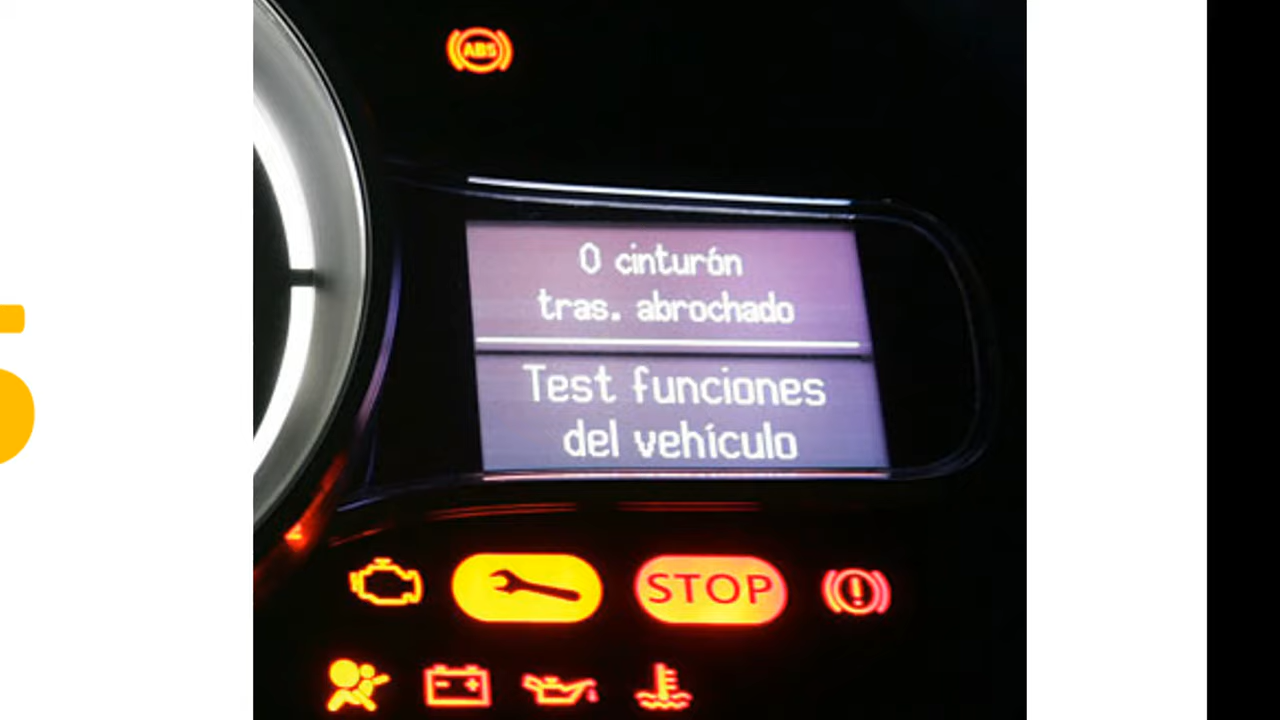 ABS
0 cinturón
tras. abrochado
Test funciones
del vehículo
STOP